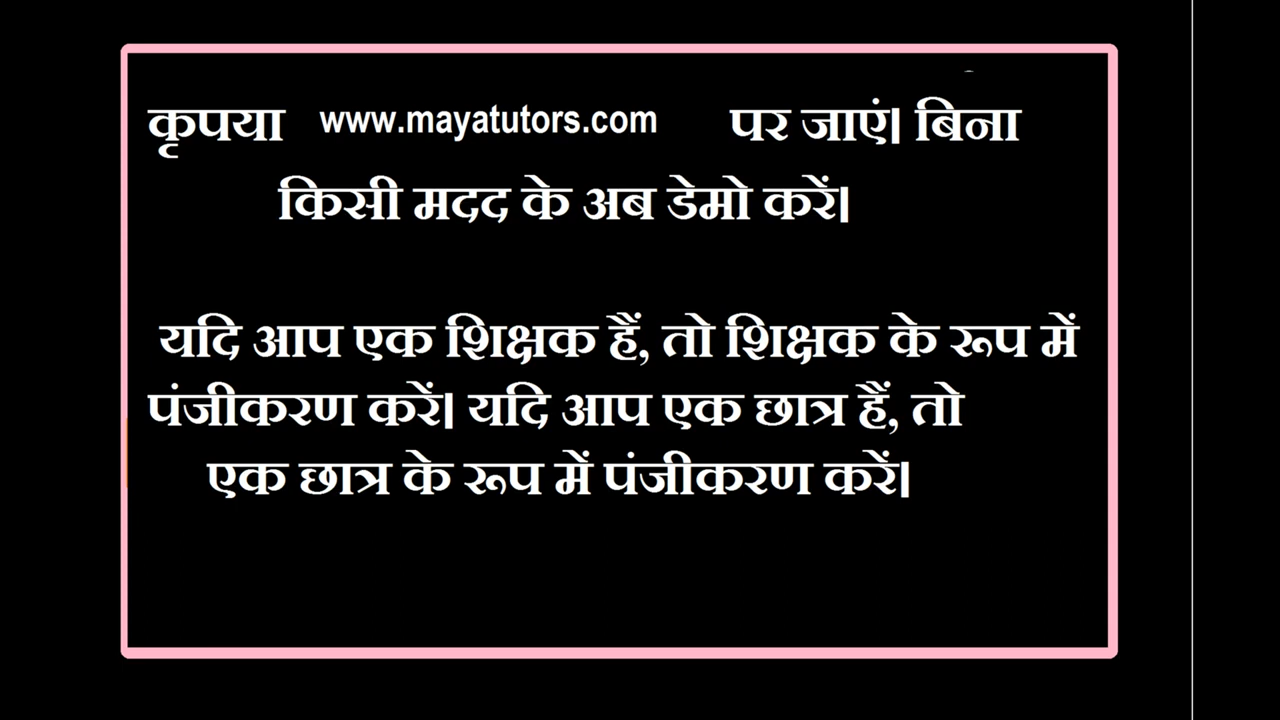 कृपया www.mayatutors.com पर जाएं। बिना
किसी मदद के अब डेमो करें।
यदि आप एक शिक्षक हैं, तो शिक्षक के रूप में
पंजीकरण करें। यदि आप एक छात्र हैं, तो
एक छात्र के रूप में पंजीकरण करें।